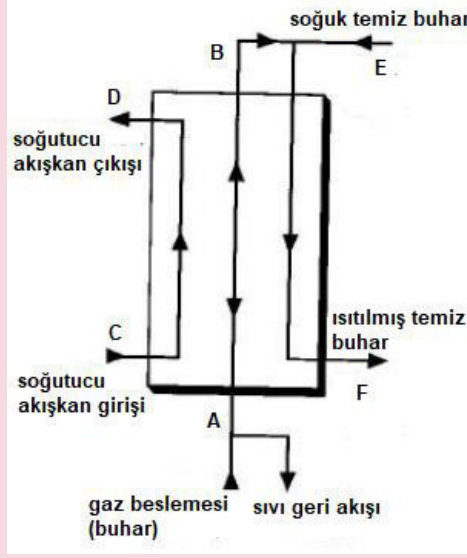 soğuk temiz buhar
B
E
D
soğutucu
akışkan çıkışı
C
ısıtılmış temiz
buhar
soğutucu
akışkan girişi
F
A
gaz beslemesi
(buhar)
sıvı geri akışı